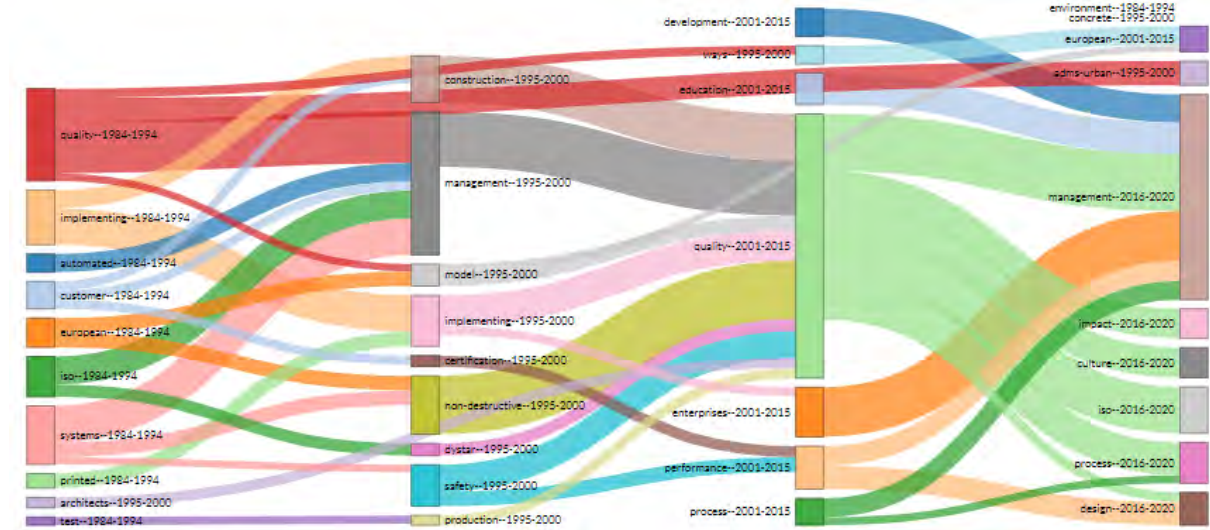 quality--1984-1994
implementing--1984-1994
automated--1984-1994
customer--1984-1994
european--1984-1994
iso--1984-1994
systems--1984-1994
printed--1984-1994
architects--1995-2000
test--1984-1994
construction--1995-2000
management--1995-2000
model--1995-2000
implementing--1995-2000
certification--1995-2000
non-destructive--1995-2000
dystar--1995-2000
safety--1995-2000
production--1995-2000
development--2001-2015
ways--1995-2000
education--2001-2015
quality--2001-2015
enterprises--2001-2015
performance--2001-2015
process--2001-2015
environment--1984-1994
concrete--1995-2000
european--2001-2015
adms-urban--1995-2000
management--2016-2020
impact--2016-2020
culture--2016-2020
iso--2016-2020
process--2016-2020
design--2016-2020